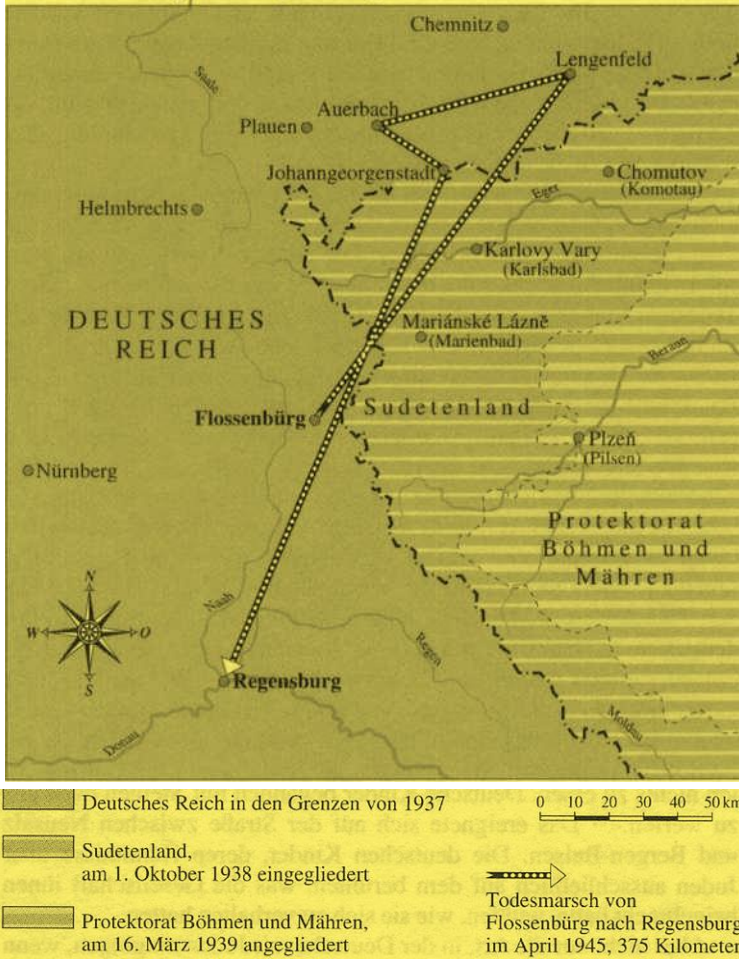 Chemnitz
Lengenfeld
Saale
Auerbach
Plauen
Johanngeorgenstadt
Chomutov
(Komotau)
Eger
Helmbrechts
Karlovy Vary
(Karlsbad)
DEUTSCHES
REICH
Mariánské Lázně
(Marienbad)
Beraun
Flossenbürg
Sudetenland
Plzeň
(Pilsen)
Nürnberg
Protektorat
Böhmen und
Mähren
N
W
O
S
Naab
Regen
Regensburg
Moldau
Donau
Deutsches Reich in den Grenzen von 1937
0 10 20 30 40 50 km
Sudetenland,
am 1. Oktober 1938 eingegliedert
Protektorat Böhmen und Mähren,
am 16. März 1939 angegliedert
Todesmarsch von
Flossenbürg nach Regensburg
im April 1945, 375 Kilometer